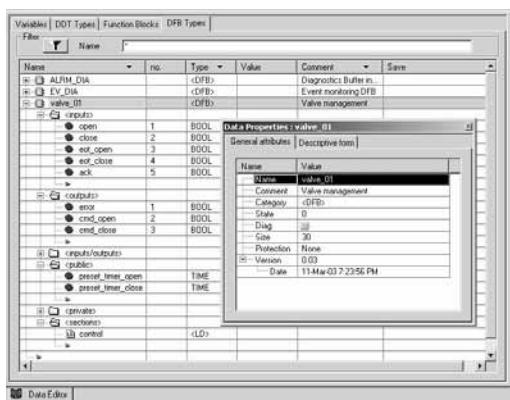 Variables DDT Types Function Blocks DFB Types
Filter
Name *
Name no. Type Value Comment Save
ALRM_DIA <DFB> Diagnostics Buffer in...
EV_DIA <DFB> Event monitoring DFB
valve_01 <DFB> Valve management
<inputs>
open 1 BOOL
close 2 BOOL
eot_open 3 BOOL
eot_close 4 BOOL
ack 5 BOOL
<outputs>
error 1 BOOL
cmd_open 2 BOOL
cmd_close 3 BOOL
<inputs/outputs>
<public>
preset_timer_open TIME
preset_timer_close TIME
<private>
<sections>
control <LD>
Data Properties : valve_01
General attributes Descriptive form
Name Value
Name valve_01
Comment Valve management
Category <DFB>
State 0
Diag
Size 30
Protection None
Version 0.03
Date 11-Mar-03 7:23:56 PM
Data Editor